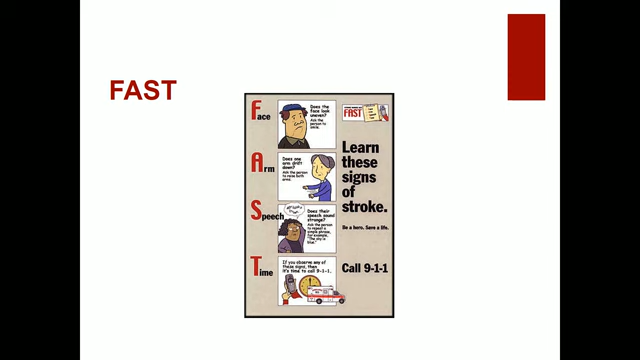 FAST
Face
Does the
face look
uneven?
Ask the
person to
smile.
FAST
Arm
Does one
arm drift
down?
Ask the person
to raise both
arms.
Learn
these
signs
of
stroke.
Speech
Does their
speech sound
strange?
Ask the person
to repeat a
simple phrase,
for example,
"The sky is
blue."
Be a hero. Save a life.
Time
If you observe any of
these signs, then
it's time to call 9-1-1.
Call 9-1-1